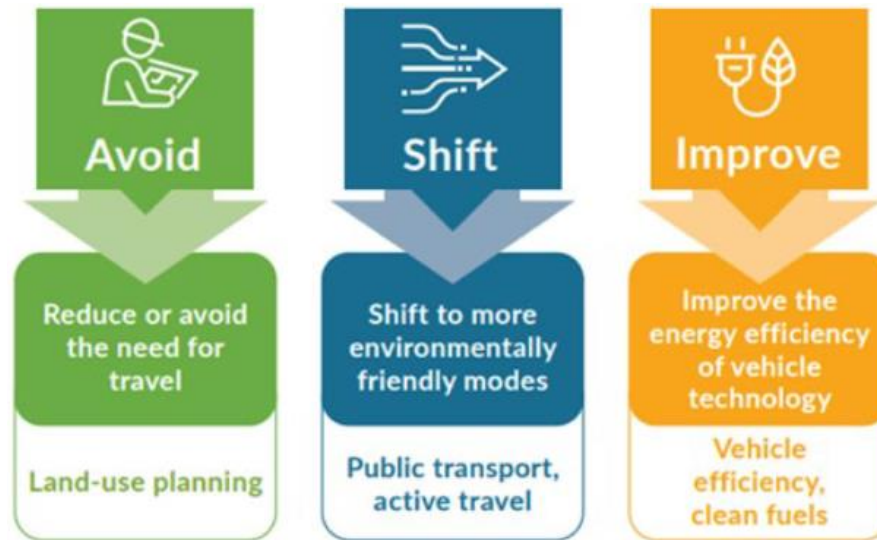 Avoid
Reduce or avoid
the need for
travel
Land-use planning
Shift
Shift to more
environmentally
friendly modes
Public transport,
active travel
Improve
Improve the
energy efficiency
of vehicle
technology
Vehicle
efficiency,
clean fuels